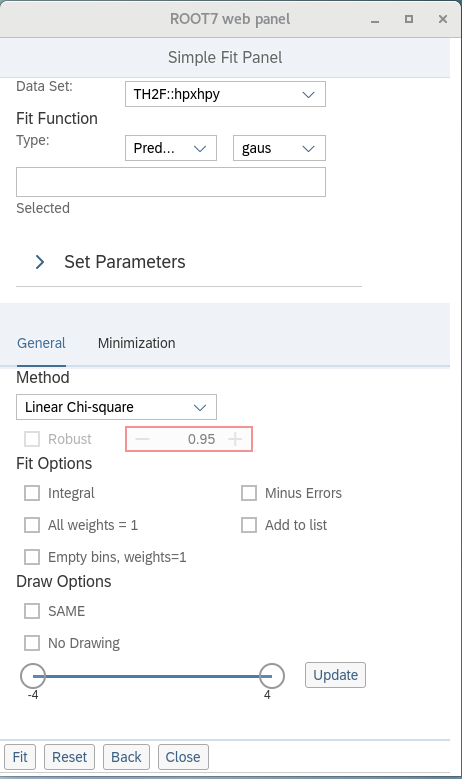 ROOT7 web panel
Simple Fit Panel
Data Set:
TH2F::hpxhpy
Fit Function
Type:
Pred...
gaus
Selected
Set Parameters
General Minimization
Method
Linear Chi-square
Robust
0.95
Fit Options
Integral Minus Errors
All weights = 1 Add to list
Empty bins, weights=1
Draw Options
SAME
No Drawing
Update
-4 4
Fit Reset Back Close